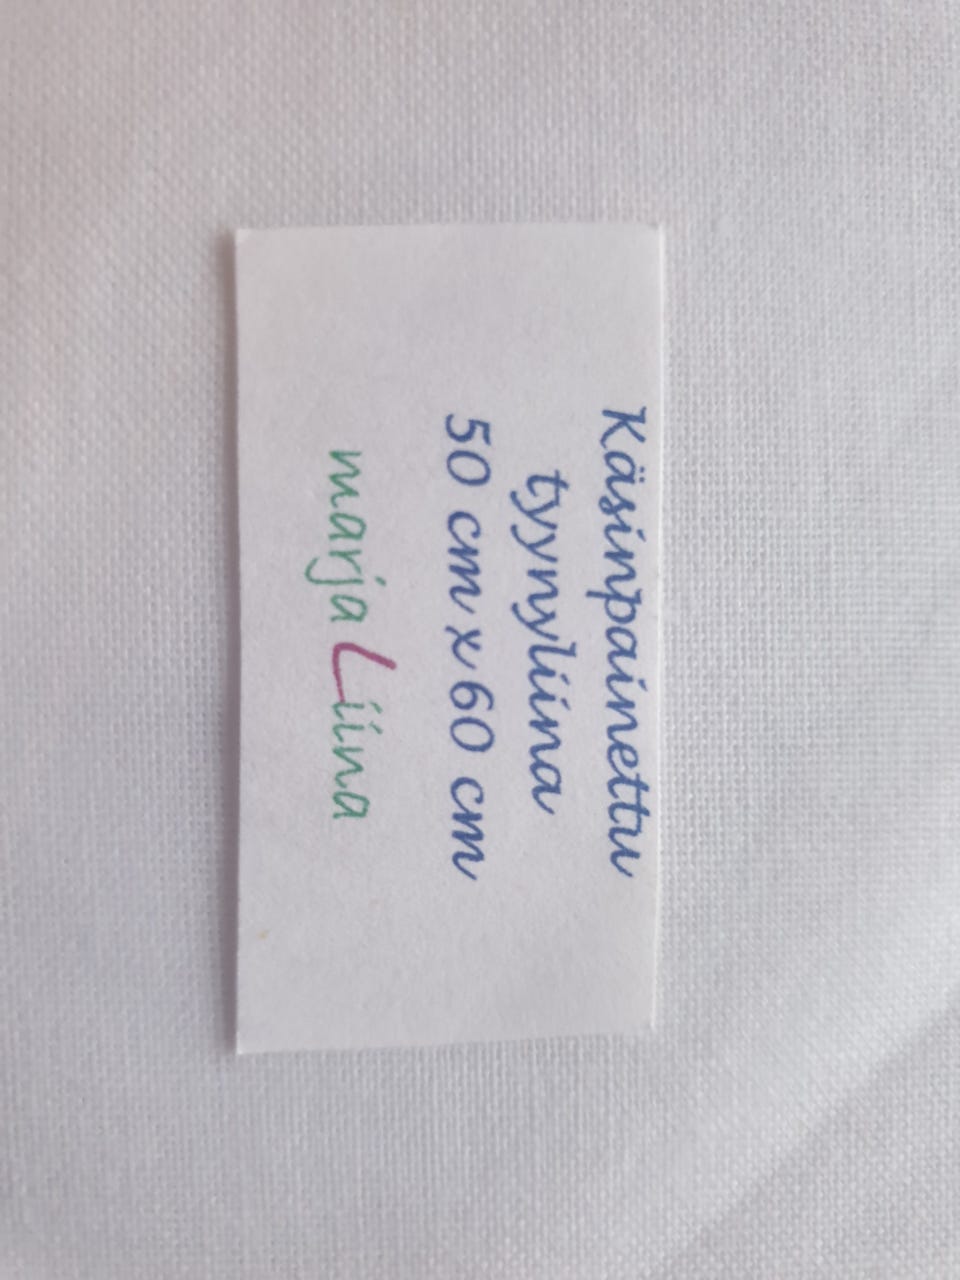 Käsinpainettu
tyynyliina
50 cm x 60 cm
marja Liina